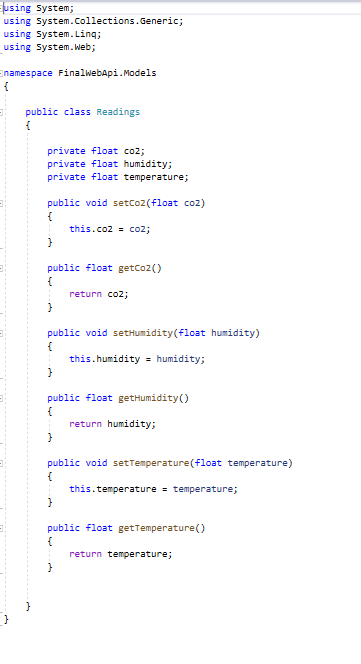 using System;
using System.Collections.Generic;
using System.Linq;
using System.Web;
namespace FinalWebApi.Models
{
public class Readings
{
private float co2;
private float humidity;
private float temperature;
public void setCo2(float co2)
{
this.co2 = co2;
}
public float getCo2()
{
return co2;
}
public void setHumidity(float humidity)
{
this.humidity = humidity;
}
public float getHumidity()
{
return humidity;
}
public void setTemperature(float temperature)
{
this.temperature = temperature;
}
public float getTemperature()
{
return temperature;
}
}
}